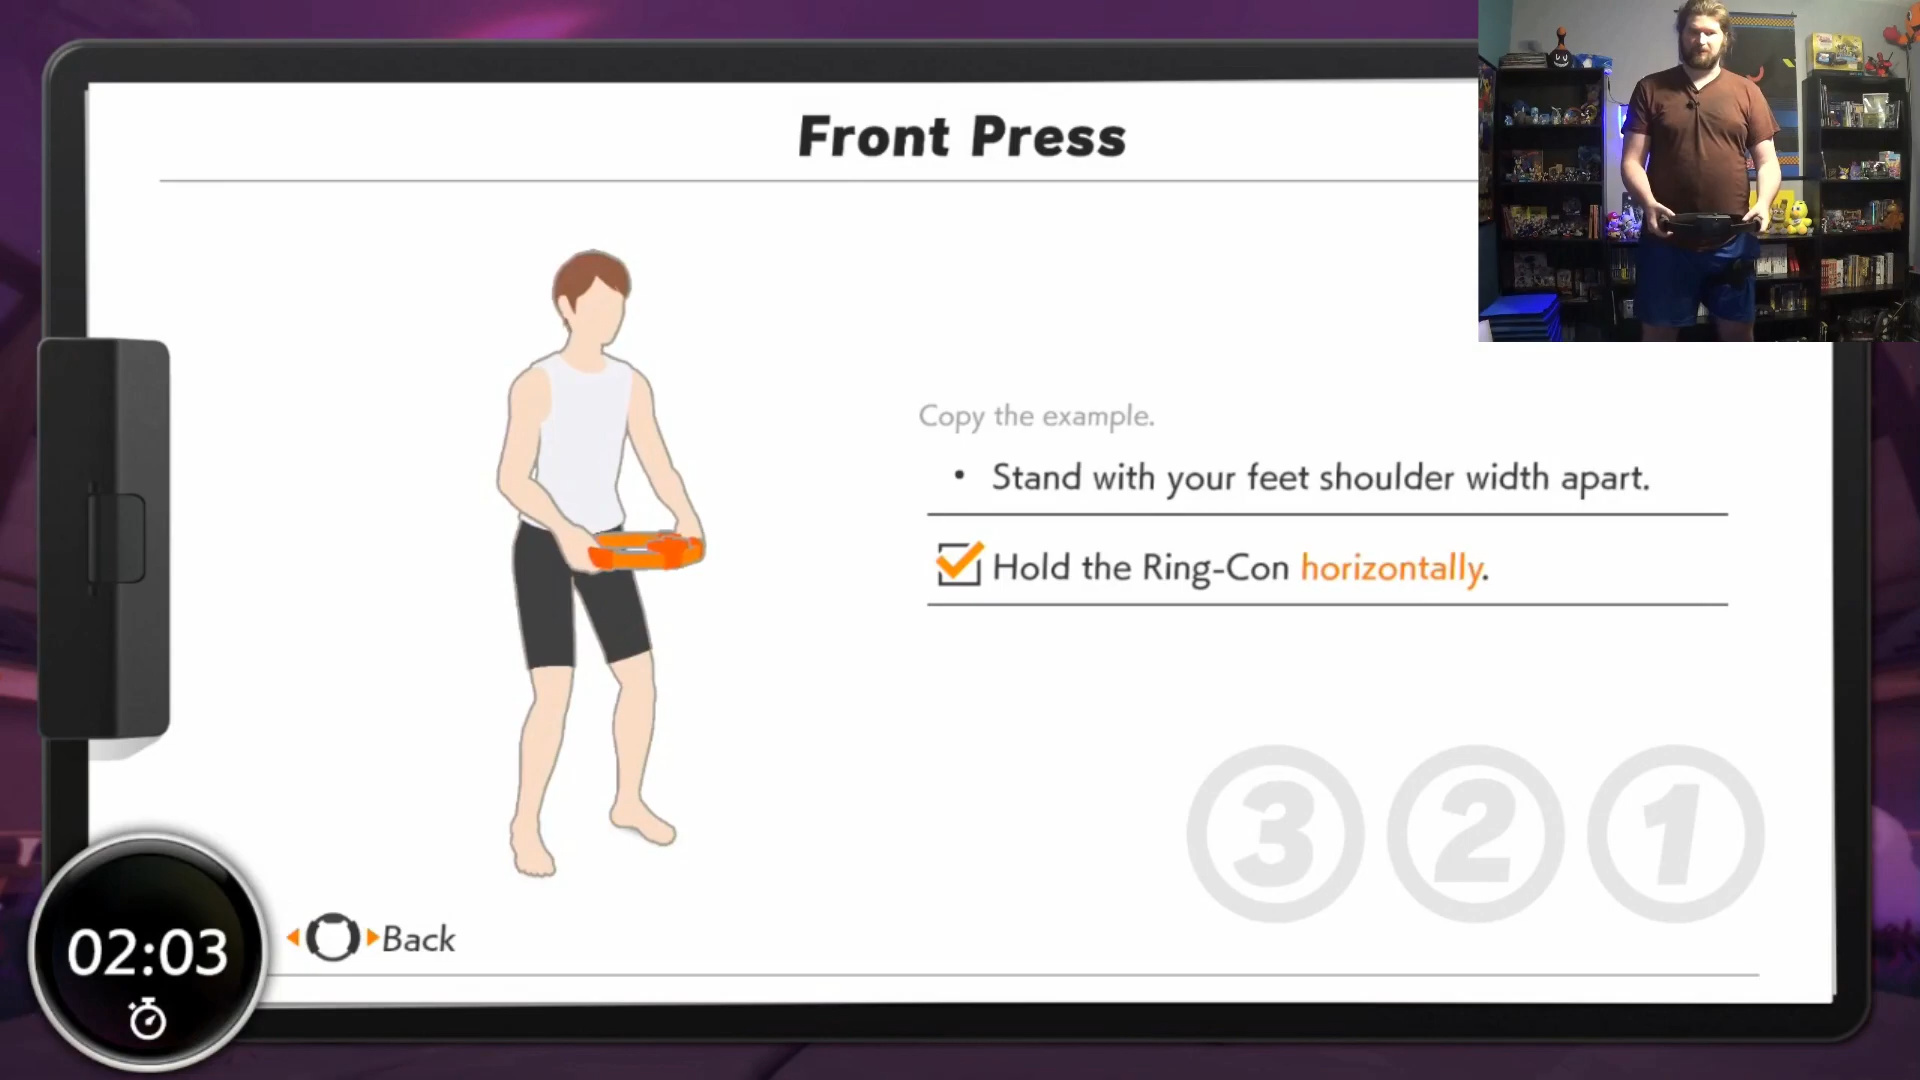 Front Press
Copy the example.
• Stand with your feet shoulder width apart.
Hold the Ring-Con horizontally.
3 2 1
Back
02:03